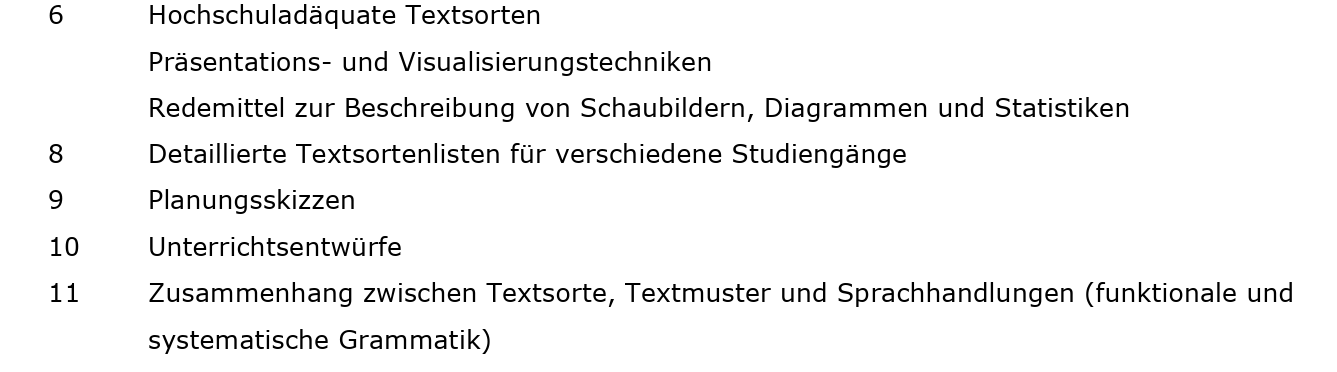 6 Hochschuladäquate Textsorten
Präsentations- und Visualisierungstechniken
Redemittel zur Beschreibung von Schaubildern, Diagrammen und Statistiken
8 Detaillierte Textsortenlisten für verschiedene Studiengänge
9 Planungsskizzen
10 Unterrichtsentwürfe
11 Zusammenhang zwischen Textsorte, Textmuster und Sprachhandlungen (funktionale und
systematische Grammatik)